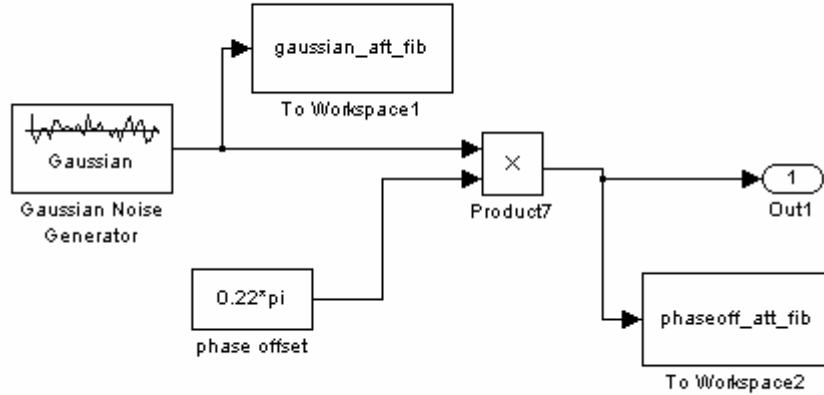 gaussian_aft_fib
To Workspace1
Gaussian
Gaussian Noise
Generator
×
Product7
1
Out1
0.22*pi
phase offset
phaseoff_att_fib
To Workspace2